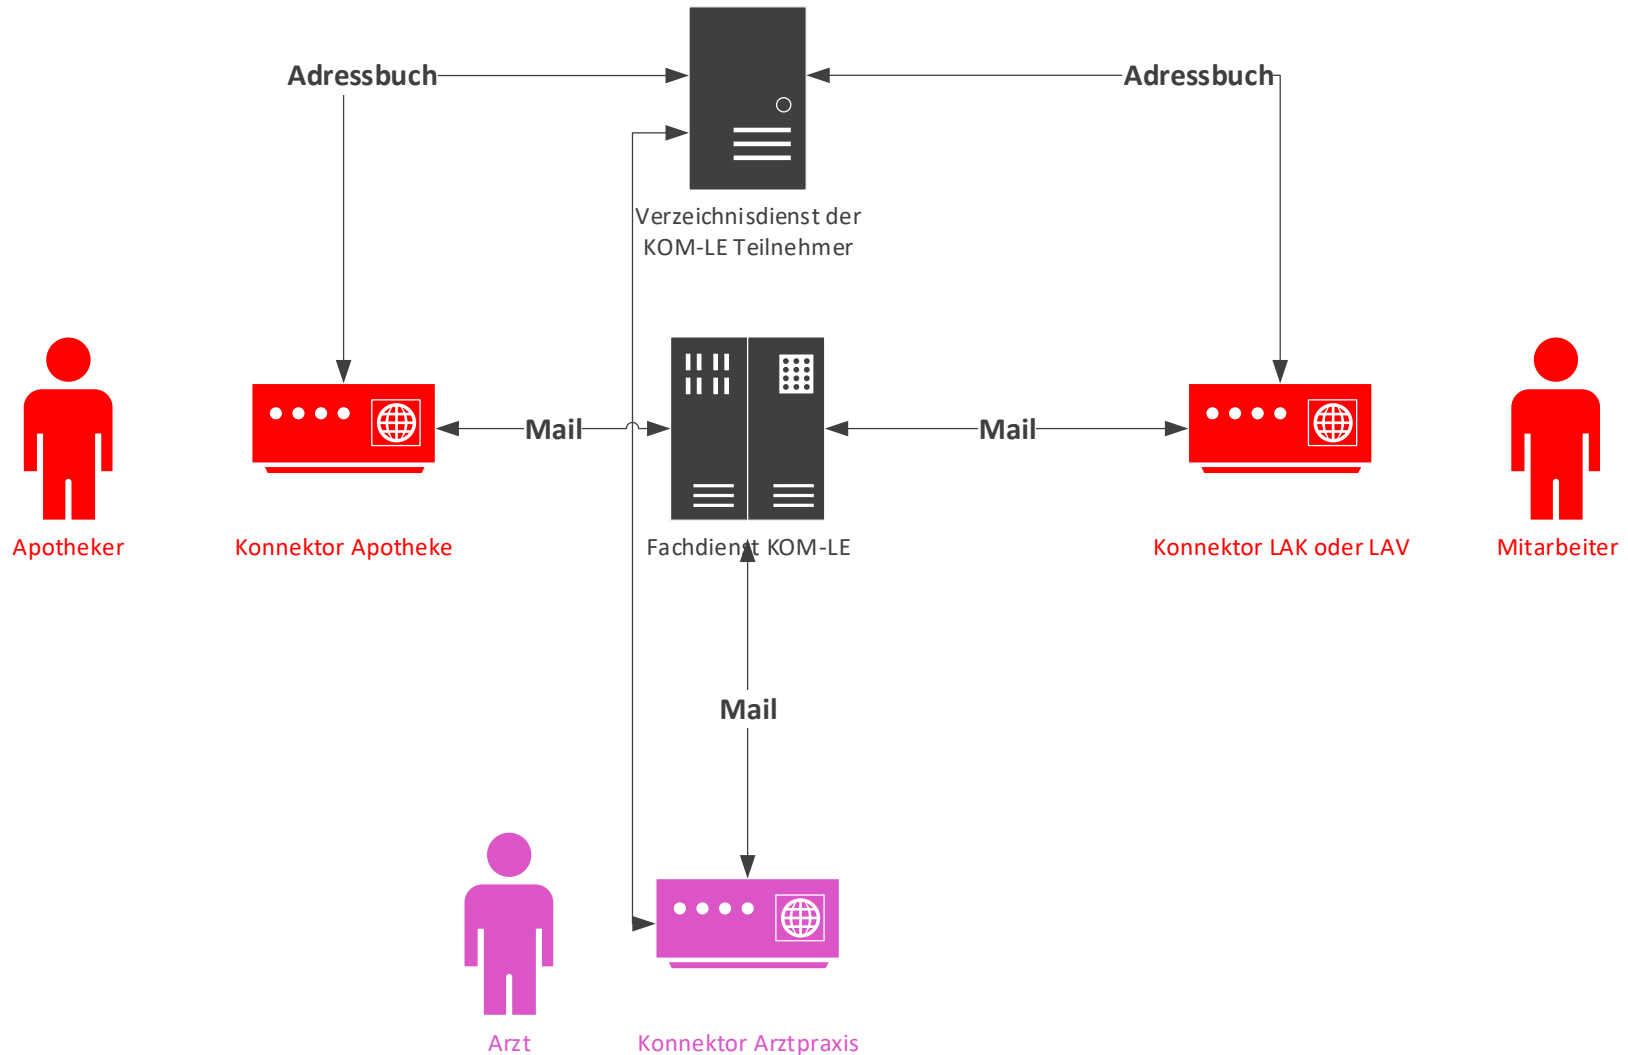 Adressbuch
Adressbuch
Verzeichnisdienst der
KOM-LE Teilnehmer
Mail
Mail
Apotheker
Konnektor Apotheke
Fachdienst KOM-LE
Konnektor LAK oder LAV
Mitarbeiter
Mail
Arzt
Konnektor Arztpraxis